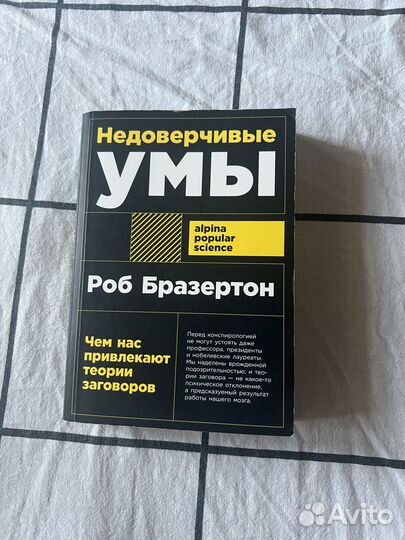 Недоверчивые
умы
alpina
popular
science
Роб Бразертон
Чем нас
привлекают
теории
заговоров
Перед конспирологией
не могут устоять даже
профессора, президенты
и нобелевские лауреаты.
Мы наделены врожденной
подозрительностью, и тео-
рии заговора — не какое-то
психическое отклонение,
а предсказуемый результат
работы нашего мозга.
Avito